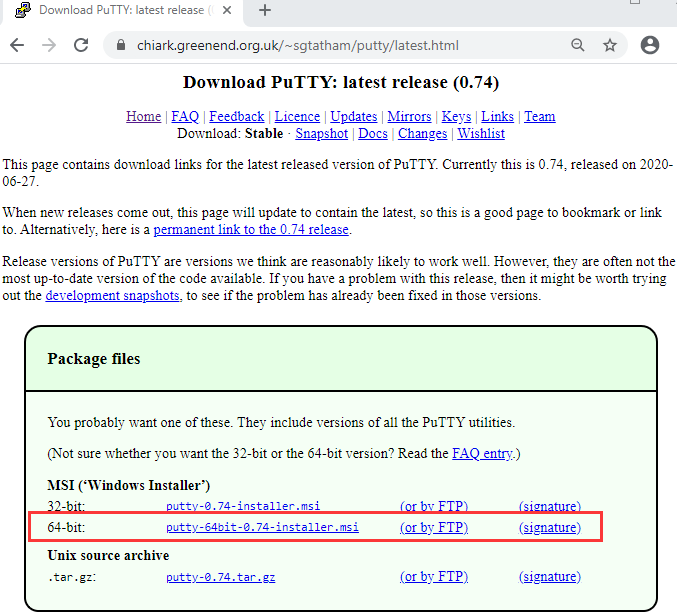 Download PuTTY: latest release (
chiark.greenend.org.uk/~sgtatham/putty/latest.html
Download PuTTY: latest release (0.74)
Home | FAQ | Feedback | Licence | Updates | Mirrors | Keys | Links | Team
Download: Stable · Snapshot | Docs | Changes | Wishlist
This page contains download links for the latest released version of PuTTY. Currently this is 0.74, released on 2020-
06-27.
When new releases come out, this page will update to contain the latest, so this is a good page to bookmark or link
to. Alternatively, here is a permanent link to the 0.74 release.
Release versions of PuTTY are versions we think are reasonably likely to work well. However, they are often not the
most up-to-date version of the code available. If you have a problem with this release, then it might be worth trying
out the development snapshots, to see if the problem has already been fixed in those versions.
Package files
You probably want one of these. They include versions of all the PuTTY utilities.
(Not sure whether you want the 32-bit or the 64-bit version? Read the FAQ entry.)
MSI (‘Windows Installer’)
32-bit: putty-0.74-installer.msi (or by FTP) (signature)
64-bit: putty-64bit-0.74-installer.msi (or by FTP) (signature)
Unix source archive
.tar.gz: putty-0.74.tar.gz (or by FTP) (signature)